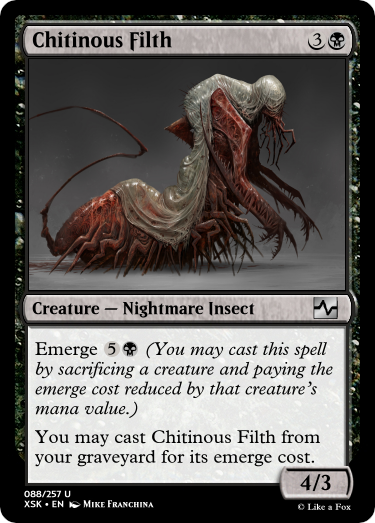 Chitinous Filth 3
Creature — Nightmare Insect
Emerge 5 (You may cast this spell
by sacrificing a creature and paying the
emerge cost reduced by that creature's
mana value.)
You may cast Chitinous Filth from
your graveyard for its emerge cost.
4/3
088/257 U
XSK • EN Mike Franchina
© Like a Fox